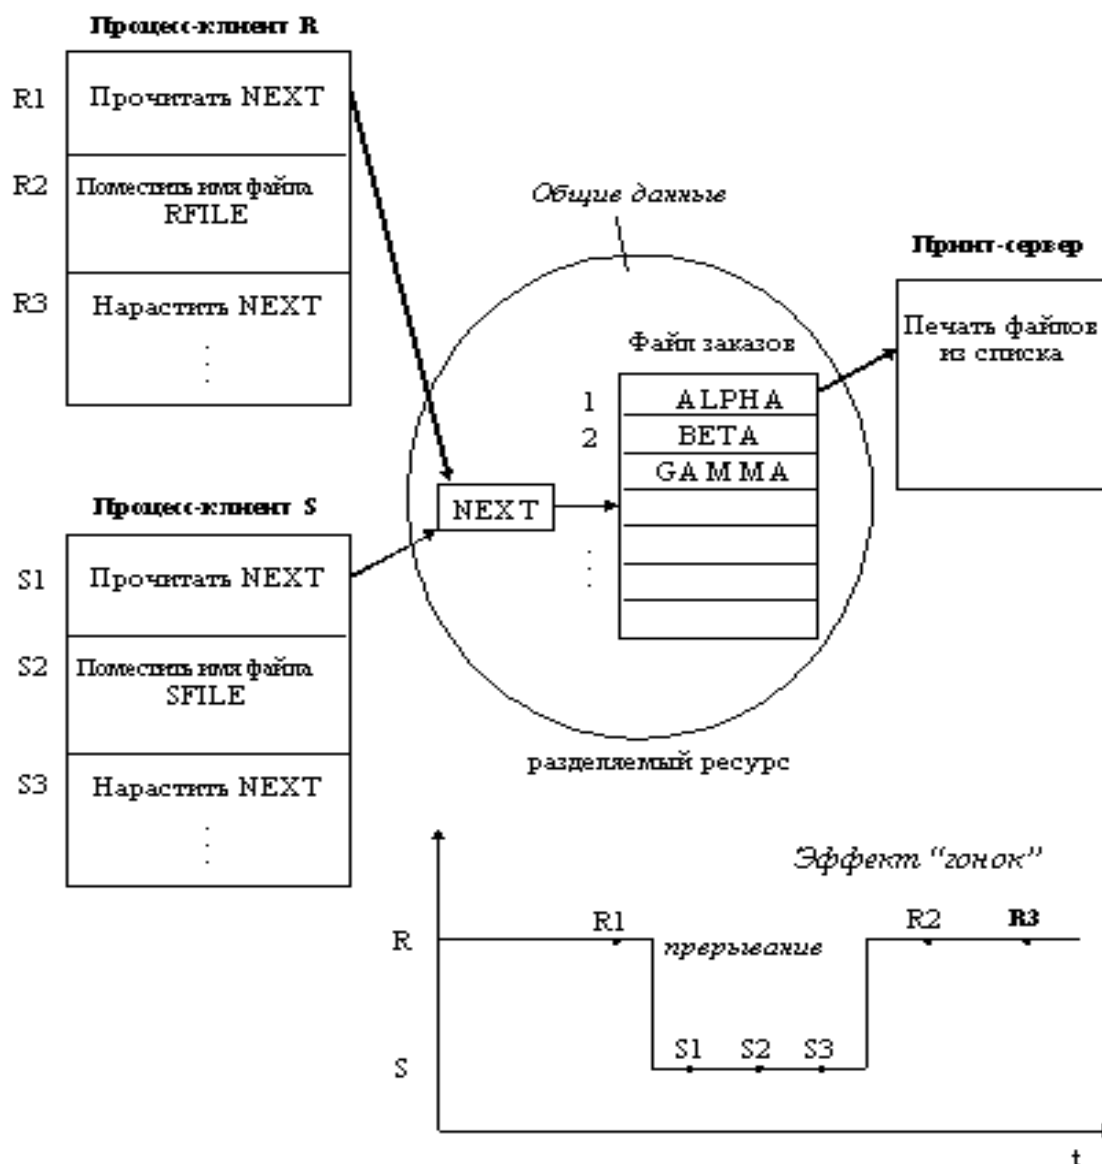 Процесс-клиент R
R1
Прочитать NEXT
R2
Поместить имя файла
RFILE
R3
Нарастить NEXT
Процесс-клиент S
S1
Прочитать NEXT
S2
Поместить имя файла
SFILE
S3
Нарастить NEXT
Общие данные
Файл заказов
1
ALPHA
2
BETA
GAMMA
NEXT
разделяемый ресурс
Принт-сервер
Печать файлов
из списка
Эффект “гонок”
R
R1
прерывание
R2
R3
S
S1
S2
S3
t